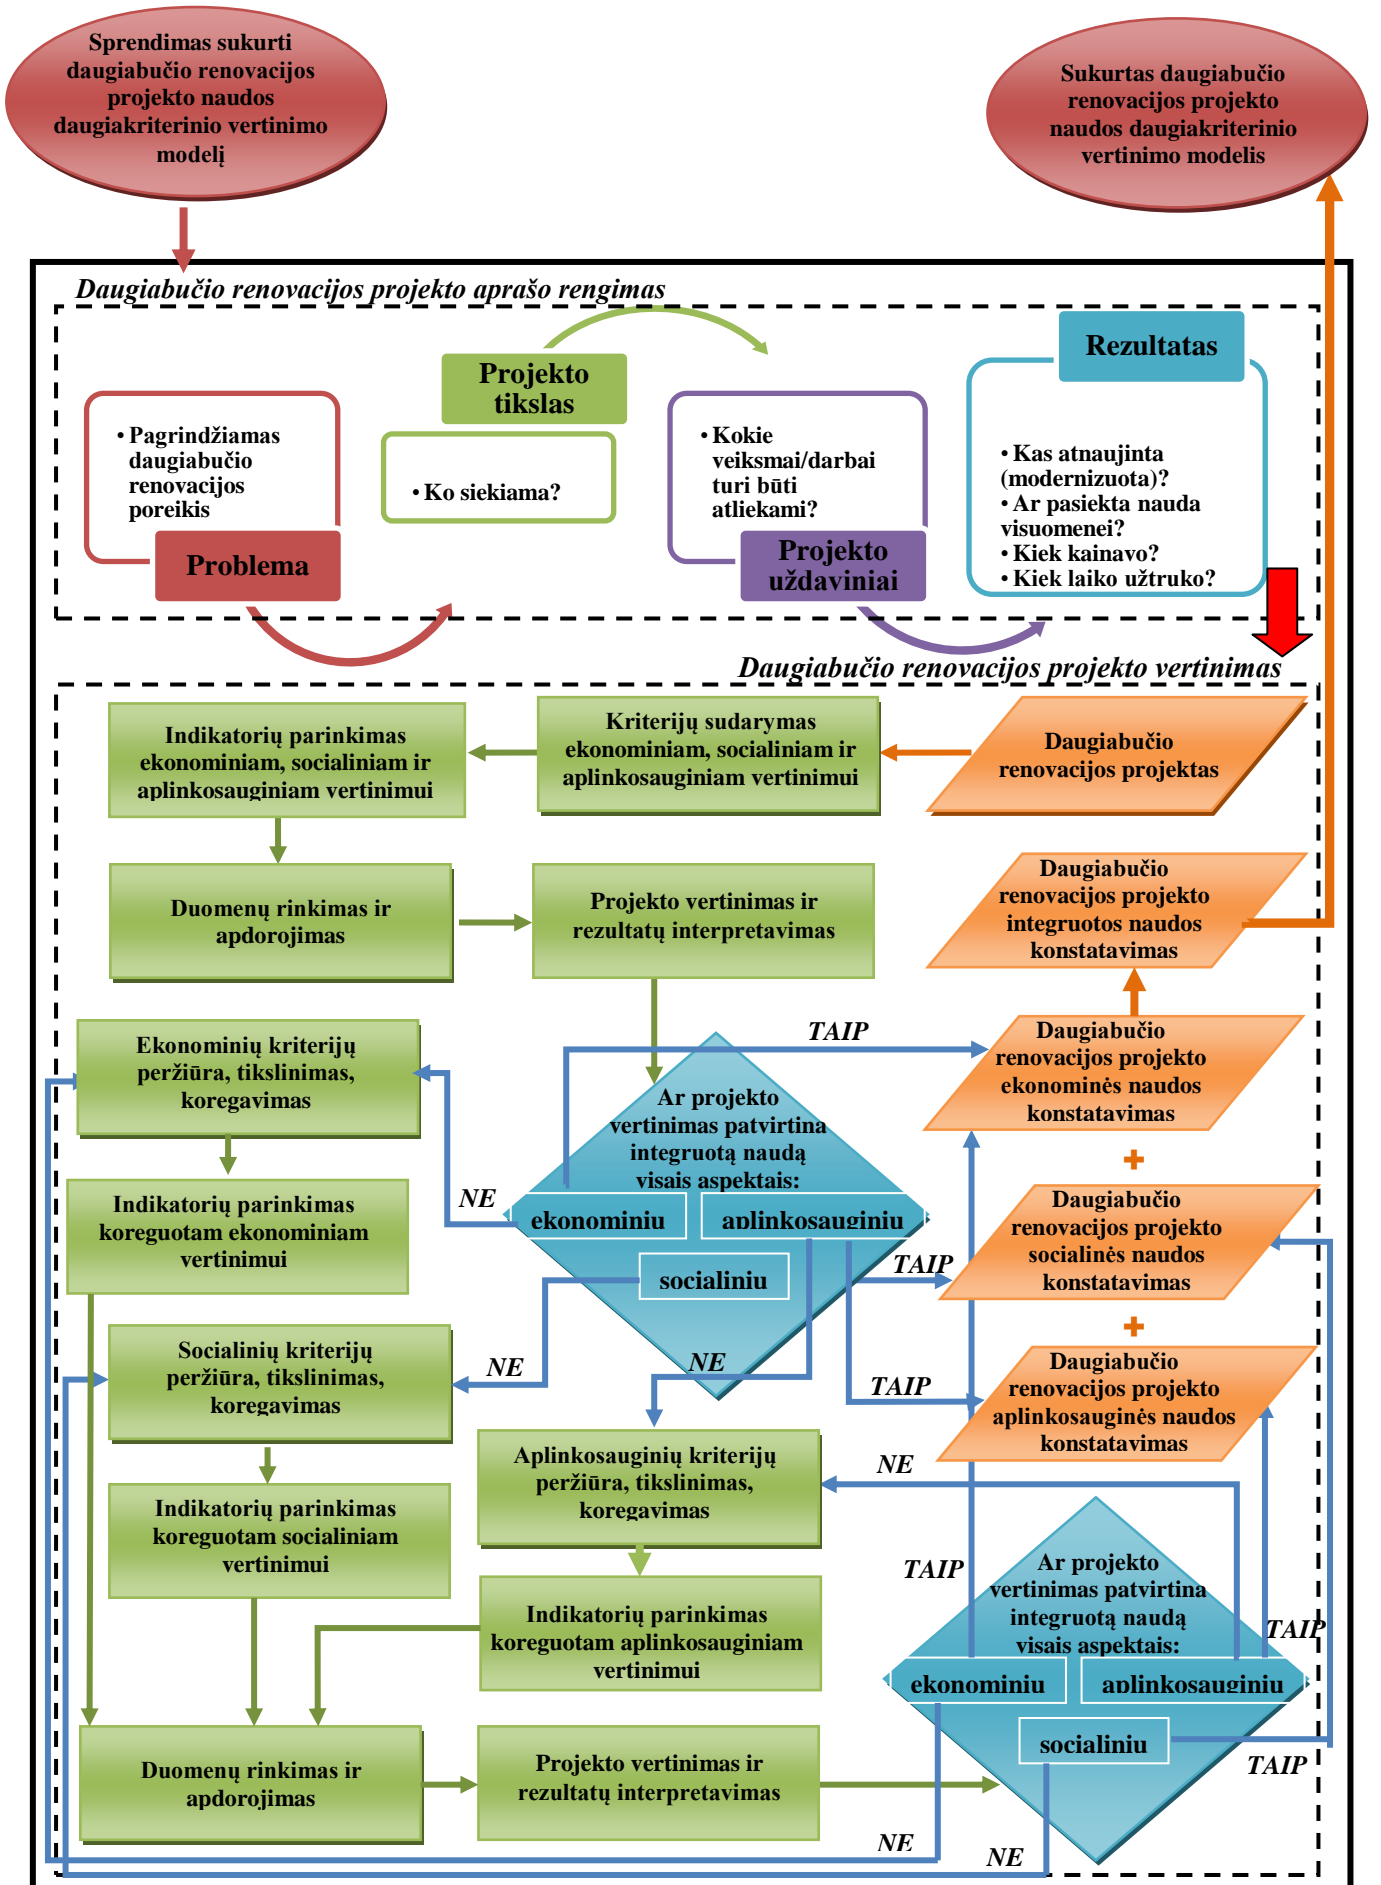 Sprendimas sukurti
daugiabučio renovacijos
projekto naudos
daugiakriterinio vertinimo
modelį
Sukurtas daugiabučio
renovacijos projekto
naudos daugiakriterinio
vertinimo modelis
Daugiabučio renovacijos projekto aprašo rengimas
• Pagrindžiamas
daugiabučio
renovacijos
poreikis
Problema
Projekto
tikslas
• Ko siekiama?
• Kokie
veiksmai/darbai
turi būti
atliekami?
Projekto
uždaviniai
Rezultatas
• Kas atnaujinta
(modernizuota)?
• Ar pasiekta nauda
visuomenei?
• Kiek kainavo?
• Kiek laiko užtruko?
Daugiabučio renovacijos projekto vertinimas
Indikatorių parinkimas
ekonominiam, socialiniam ir
aplinkosauginiam vertinimui
Kriterijų sudarymas
ekonominiam, socialiniam ir
aplinkosauginiam vertinimui
Daugiabučio
renovacijos projektas
Duomenų rinkimas ir
apdorojimas
Projekto vertinimas ir
rezultatų interpretavimas
Daugiabučio
renovacijos projekto
integruotos naudos
konstatavimas
Ekonominių kriterijų
peržiūra, tikslinimas,
koregavimas
TAIP
Daugiabučio
renovacijos projekto
ekonominės naudos
konstatavimas
Ar projekto
vertinimas patvirtina
integruotą naudą
visais aspektais:
ekonominiu
aplinkosauginiu
socialiniu
NE
Indikatorių parinkimas
koreguotam ekonominiam
vertinimui
TAIP
Daugiabučio
renovacijos projekto
socialinės naudos
konstatavimas
Socialinių kriterijų
peržiūra, tikslinimas,
koregavimas
NE
NE
TAIP
Daugiabučio
renovacijos projekto
aplinkosauginės naudos
konstatavimas
Aplinkosauginių kriterijų
peržiūra, tikslinimas,
koregavimas
NE
Indikatorių parinkimas
koreguotam socialiniam
vertinimui
TAIP
Ar projekto
vertinimas patvirtina
integruotą naudą
visais aspektais:
ekonominiu
aplinkosauginiu
socialiniu
TAIP
Indikatorių parinkimas
koreguotam aplinkosauginiam
vertinimui
Duomenų rinkimas ir
apdorojimas
Projekto vertinimas ir
rezultatų interpretavimas
TAIP
NE
NE